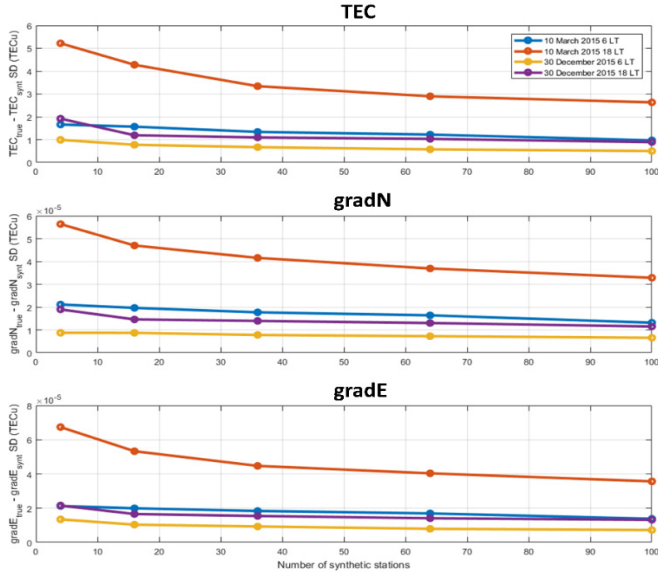 TEC
TEC_true - TEC_synt SD (TECu)
6
5
4
3
2
1
0
10 March 2015 6 LT
10 March 2015 18 LT
30 December 2015 6 LT
30 December 2015 18 LT
0 10 20 30 40 50 60 70 80 90 100
gradN
×10^-5
gradN_true - gradN_synt SD (TECu)
6
5
4
3
2
1
0
0 10 20 30 40 50 60 70 80 90 100
gradE
×10^-5
gradE_true - gradE_synt SD (TECu)
8
6
4
2
0
0 10 20 30 40 50 60 70 80 90 100
Number of synthetic stations